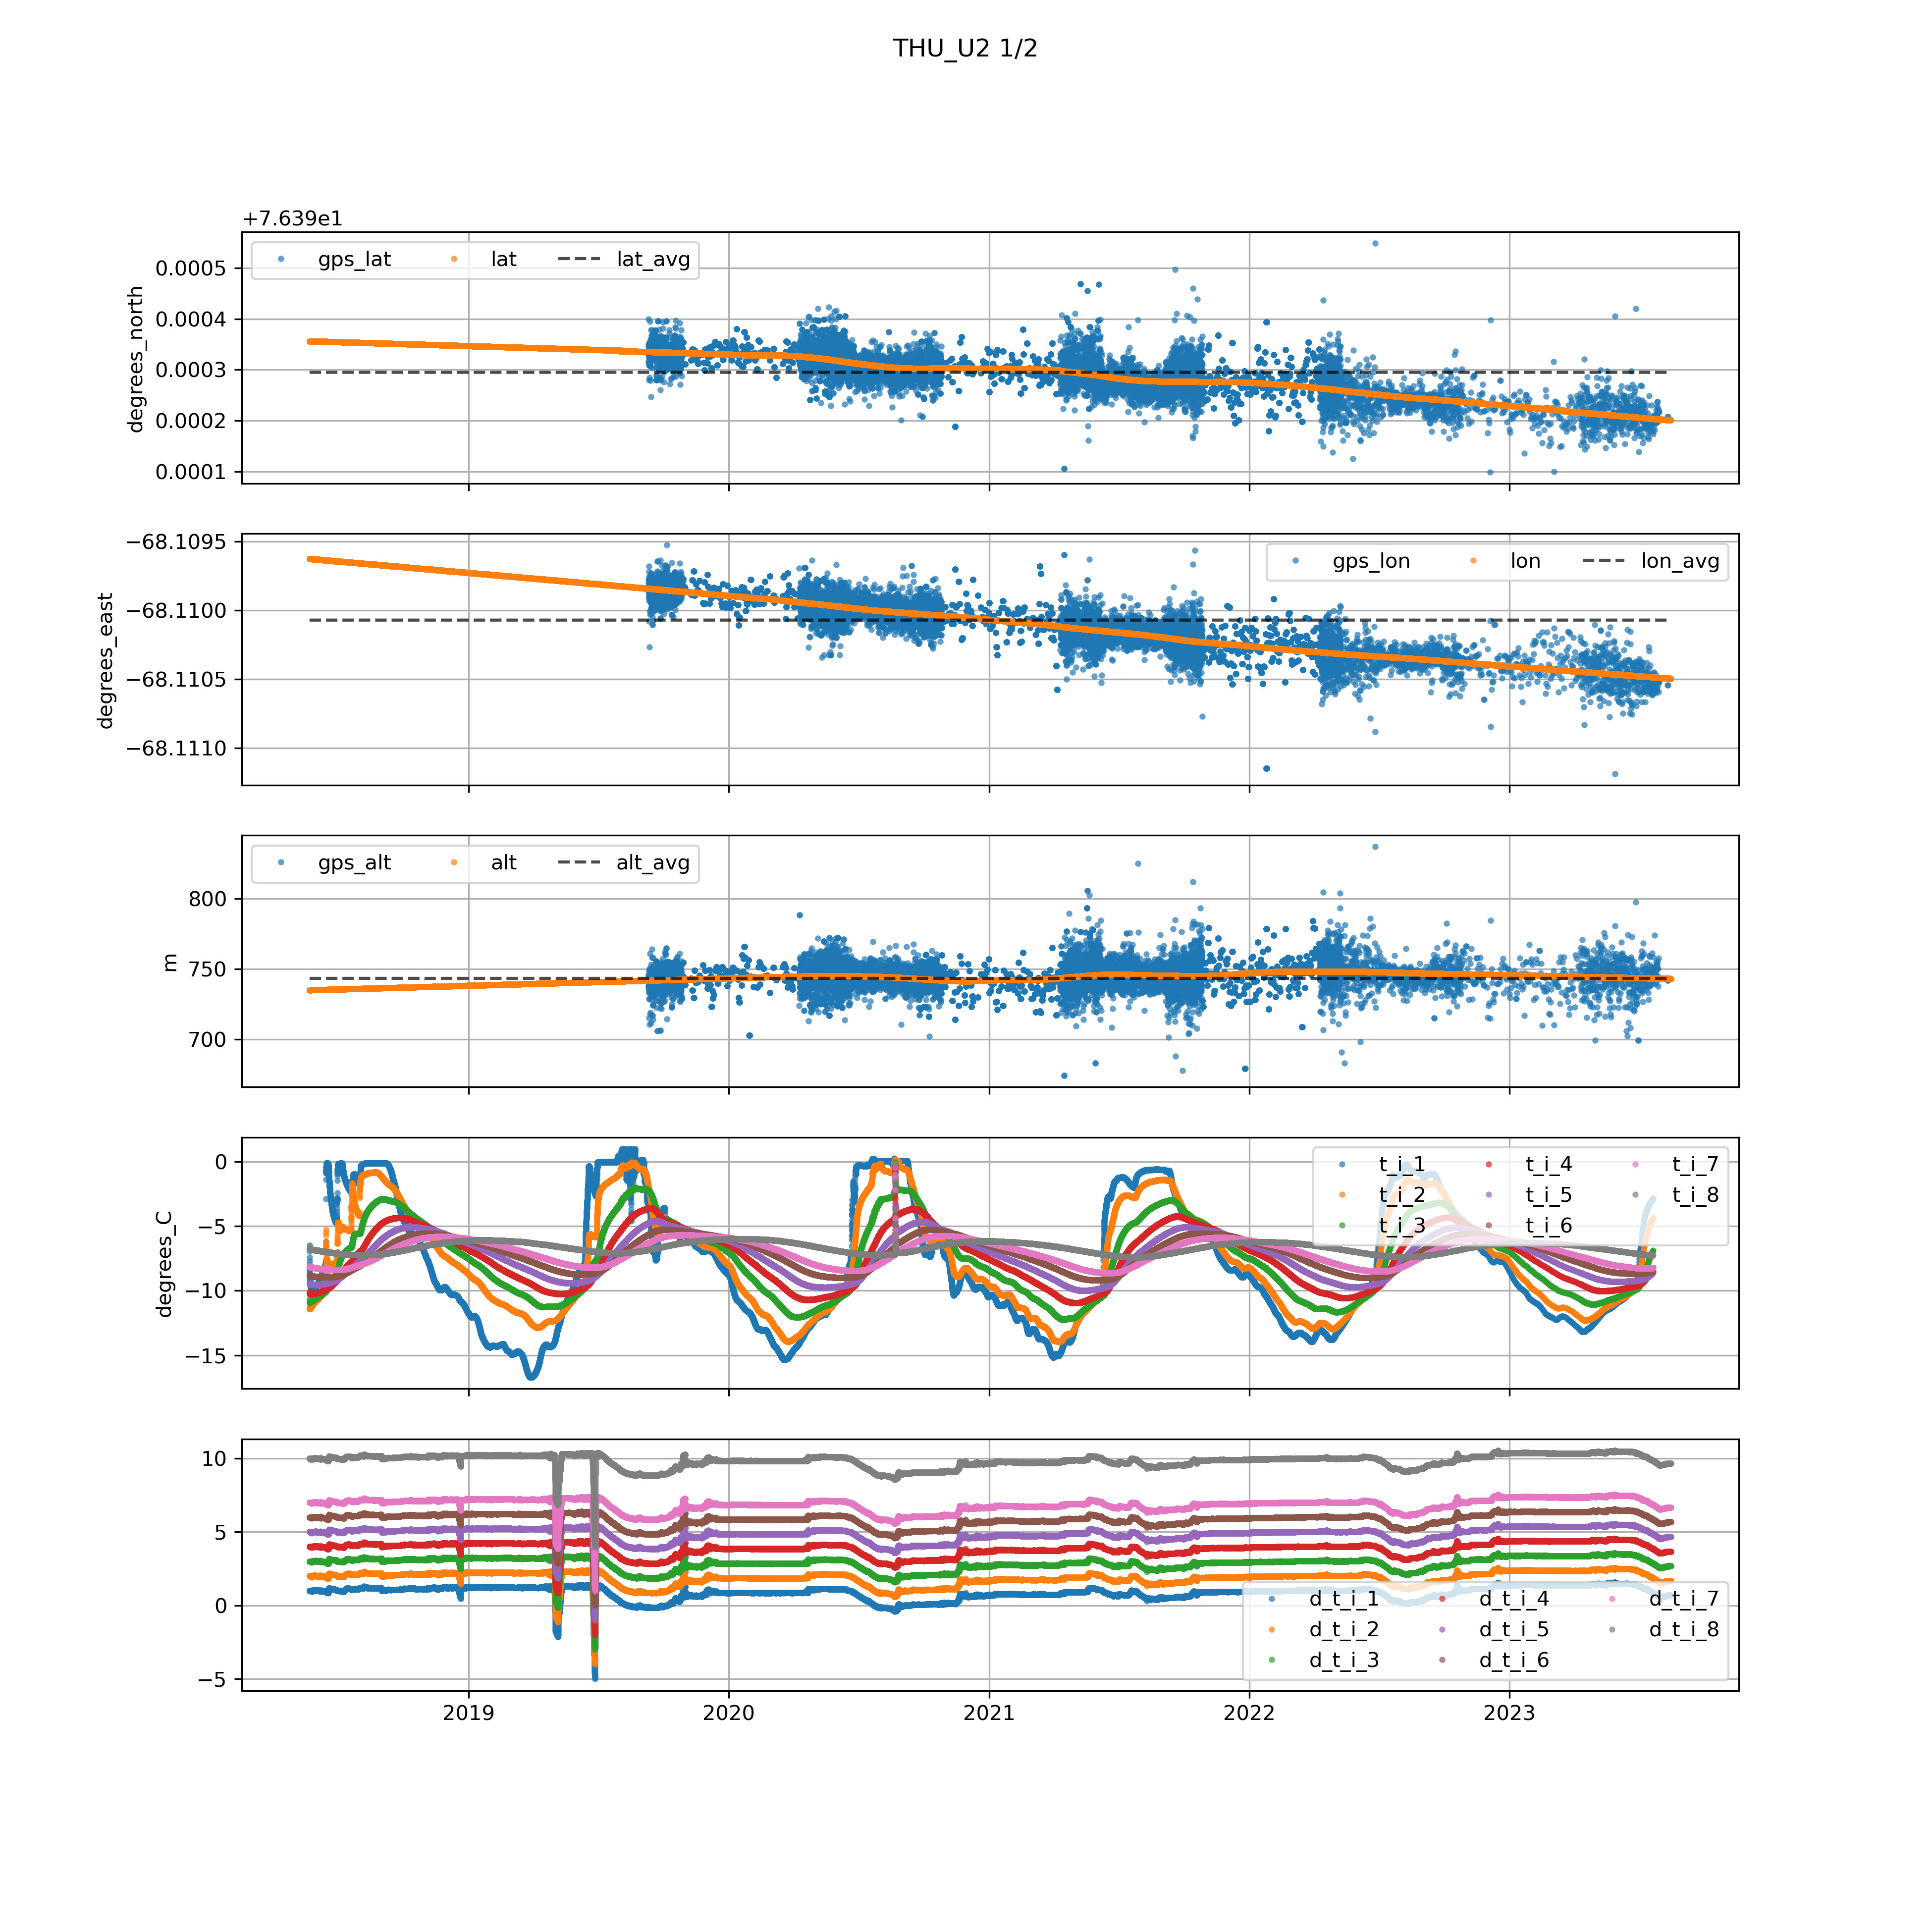 THU_U2 1/2
+7.639e1
gps_lat lat lat_avg
degrees_north
0.0005
0.0004
0.0003
0.0002
0.0001
gps_lon lon lon_avg
degrees_east
−68.1095
−68.1100
−68.1105
−68.1110
gps_alt alt alt_avg
m
800
750
700
t_i_1 t_i_4 t_i_7
t_i_2 t_i_5 t_i_8
t_i_3 t_i_6
degrees_C
0
−5
−10
−15
10
5
0
−5
d_t_i_1 d_t_i_4 d_t_i_7
d_t_i_2 d_t_i_5 d_t_i_8
d_t_i_3 d_t_i_6
2019 2020 2021 2022 2023